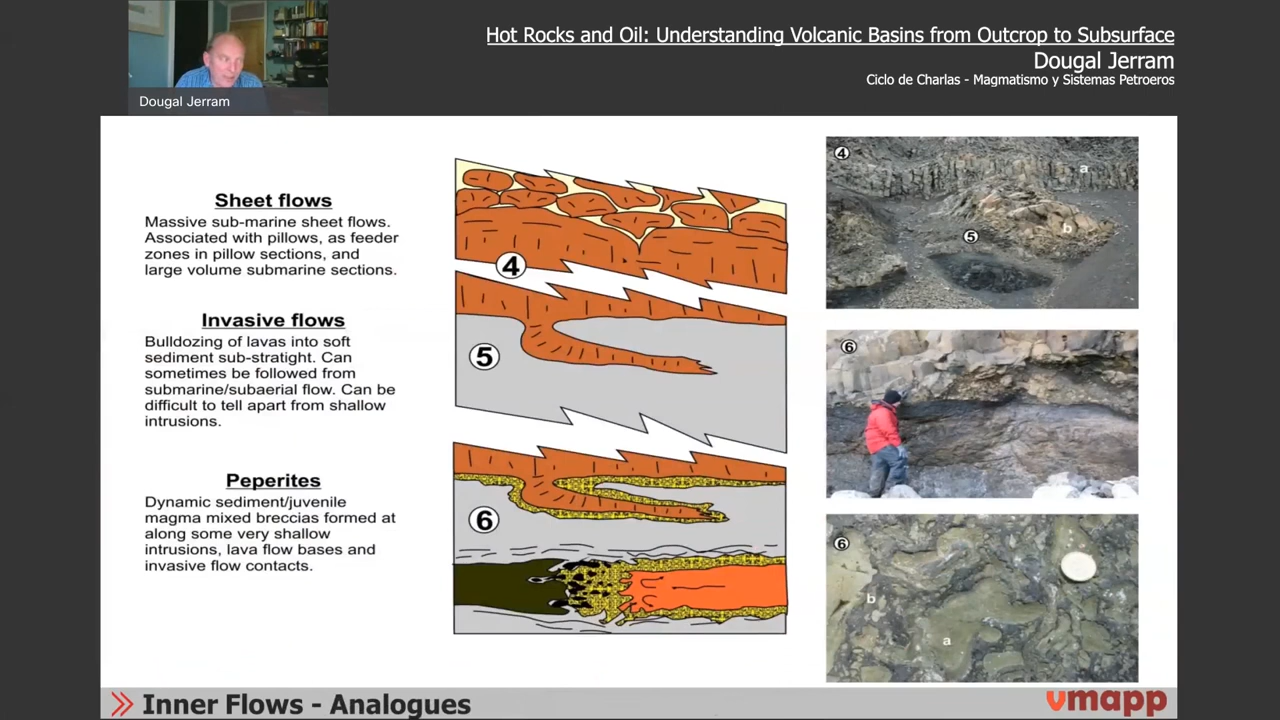 Hot Rocks and Oil: Understanding Volcanic Basins from Outcrop to Subsurface
Dougal Jerram
Ciclo de Charlas - Magmatismo y Sistemas Petroeros
Dougal Jerram
Sheet flows
Massive sub-marine sheet flows.
Associated with pillows, as feeder
zones in pillow sections, and
large volume submarine sections.
Invasive flows
Bulldozing of lavas into soft
sediment sub-stratight. Can
sometimes be followed from
submarine/subaerial flow. Can be
difficult to tell apart from shallow
intrusions.
Peperites
Dynamic sediment/juvenile
magma mixed breccias formed at
along some very shallow
intrusions, lava flow bases and
invasive flow contacts.
4
5
6
4
a
5
b
6
6
b
a
Inner Flows - Analogues
vmapp